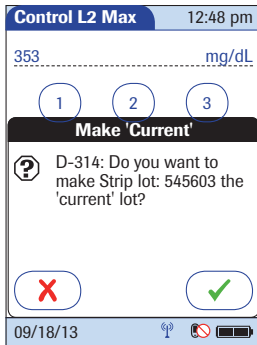 Control L2 Max 12:48 pm
353 mg/dL
1 2 3
Make 'Current'
D-314: Do you want to
make Strip lot: 545603 the
'current' lot?
09/18/13